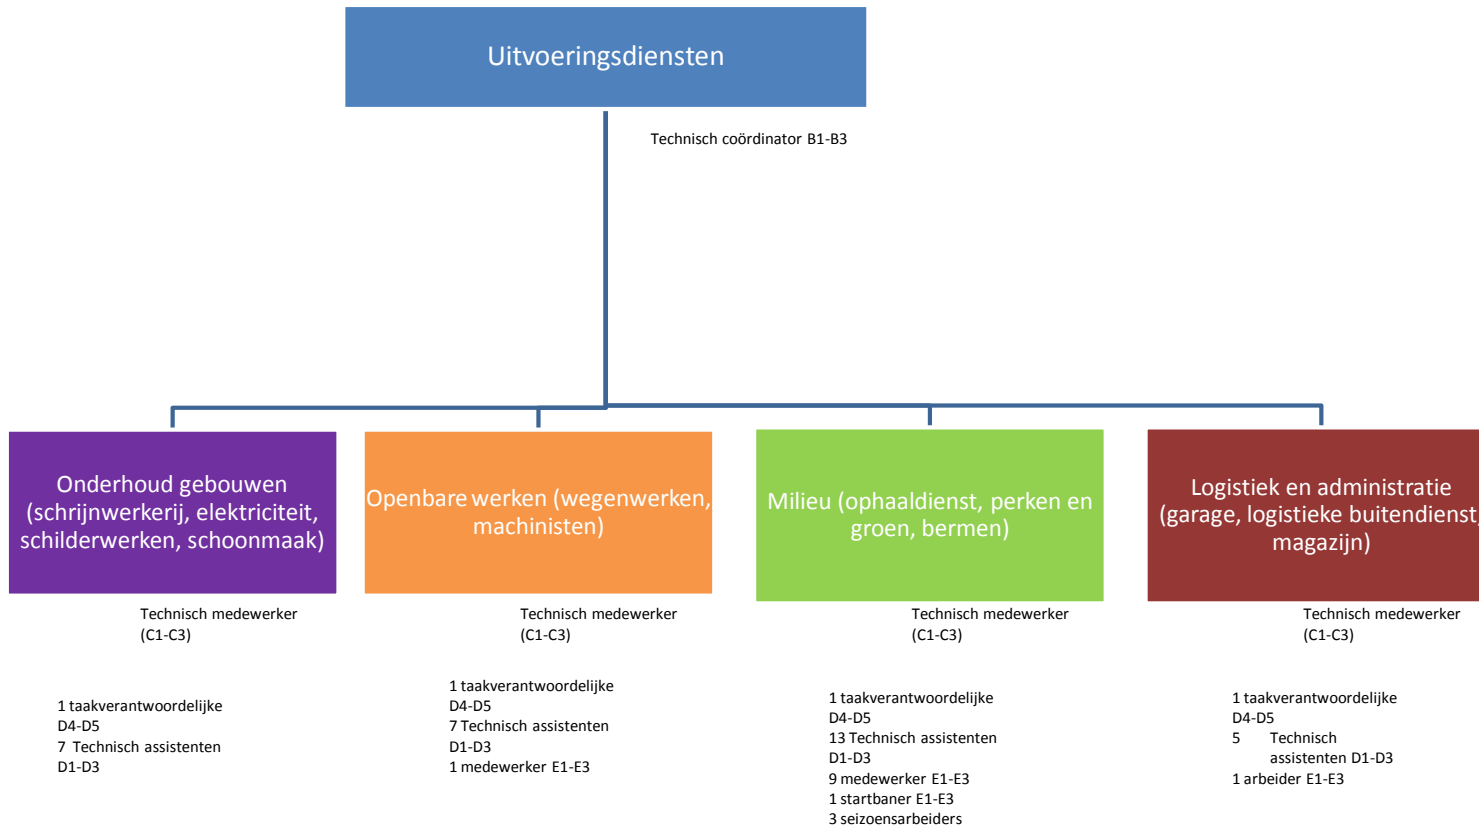 Uitvoeringsdiensten
Technisch coördinator B1-B3
Onderhoud gebouwen
(schrijnwerkerij, elektriciteit,
schilderwerken, schoonmaak)
Technisch medewerker
(C1-C3)
1 taakverantwoordelijke
D4-D5
7 Technisch assistenten
D1-D3
Openbare werken (wegenwerken,
machinisten)
Technisch medewerker
(C1-C3)
1 taakverantwoordelijke
D4-D5
7 Technisch assistenten
D1-D3
1 medewerker E1-E3
Milieu (ophaaldienst, perken en
groen, bermen)
Technisch medewerker
(C1-C3)
1 taakverantwoordelijke
D4-D5
13 Technisch assistenten
D1-D3
9 medewerker E1-E3
1 startbaner E1-E3
3 seizoensarbeiders
Logistiek en administratie
(garage, logistieke buitendienst,
magazijn)
Technisch medewerker
(C1-C3)
1 taakverantwoordelijke
D4-D5
5 Technisch
assistenten D1-D3
1 arbeider E1-E3